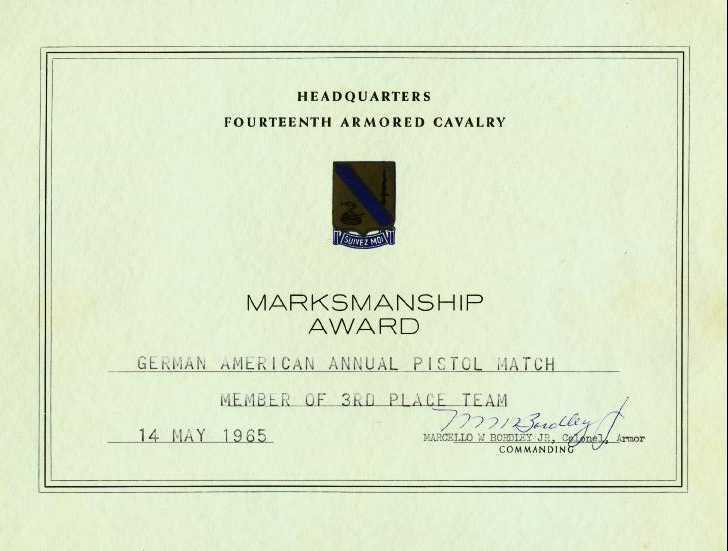 HEADQUARTERS
FOURTEENTH ARMORED CAVALRY
SUIVEZ MOI
MARKSMANSHIP
AWARD
GERMAN AMERICAN ANNUAL PISTOL MATCH
MEMBER OF 3RD PLACE TEAM
14 MAY 1965
MARCELLO W BORDLEY JR, Colonel, Armor
COMMANDING